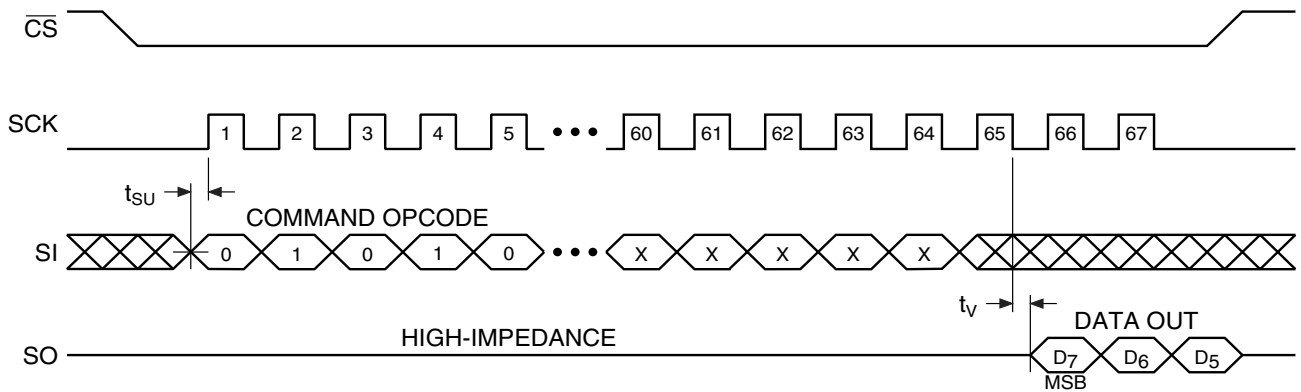 CS
SCK 1 2 3 4 5 ••• 60 61 62 63 64 65 66 67
tSU
COMMAND OPCODE
SI 0 1 0 1 0 ••• X X X X X
tV
HIGH-IMPEDANCE
DATA OUT
SO D7 D6 D5
MSB